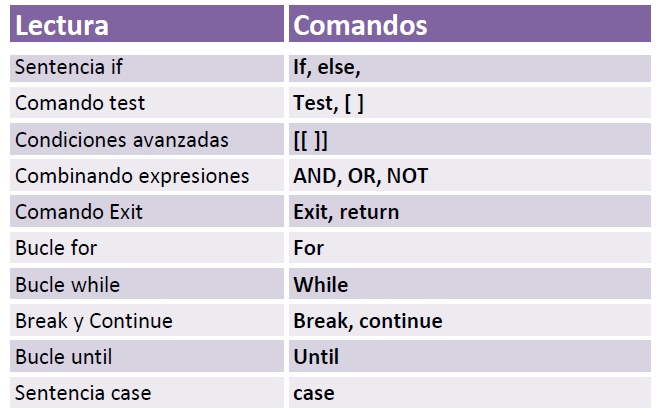 Lectura Comandos
Sentencia if If, else,
Comando test Test, [ ]
Condiciones avanzadas [[ ]]
Combinando expresiones AND, OR, NOT
Comando Exit Exit, return
Bucle for For
Bucle while While
Break y Continue Break, continue
Bucle until Until
Sentencia case case